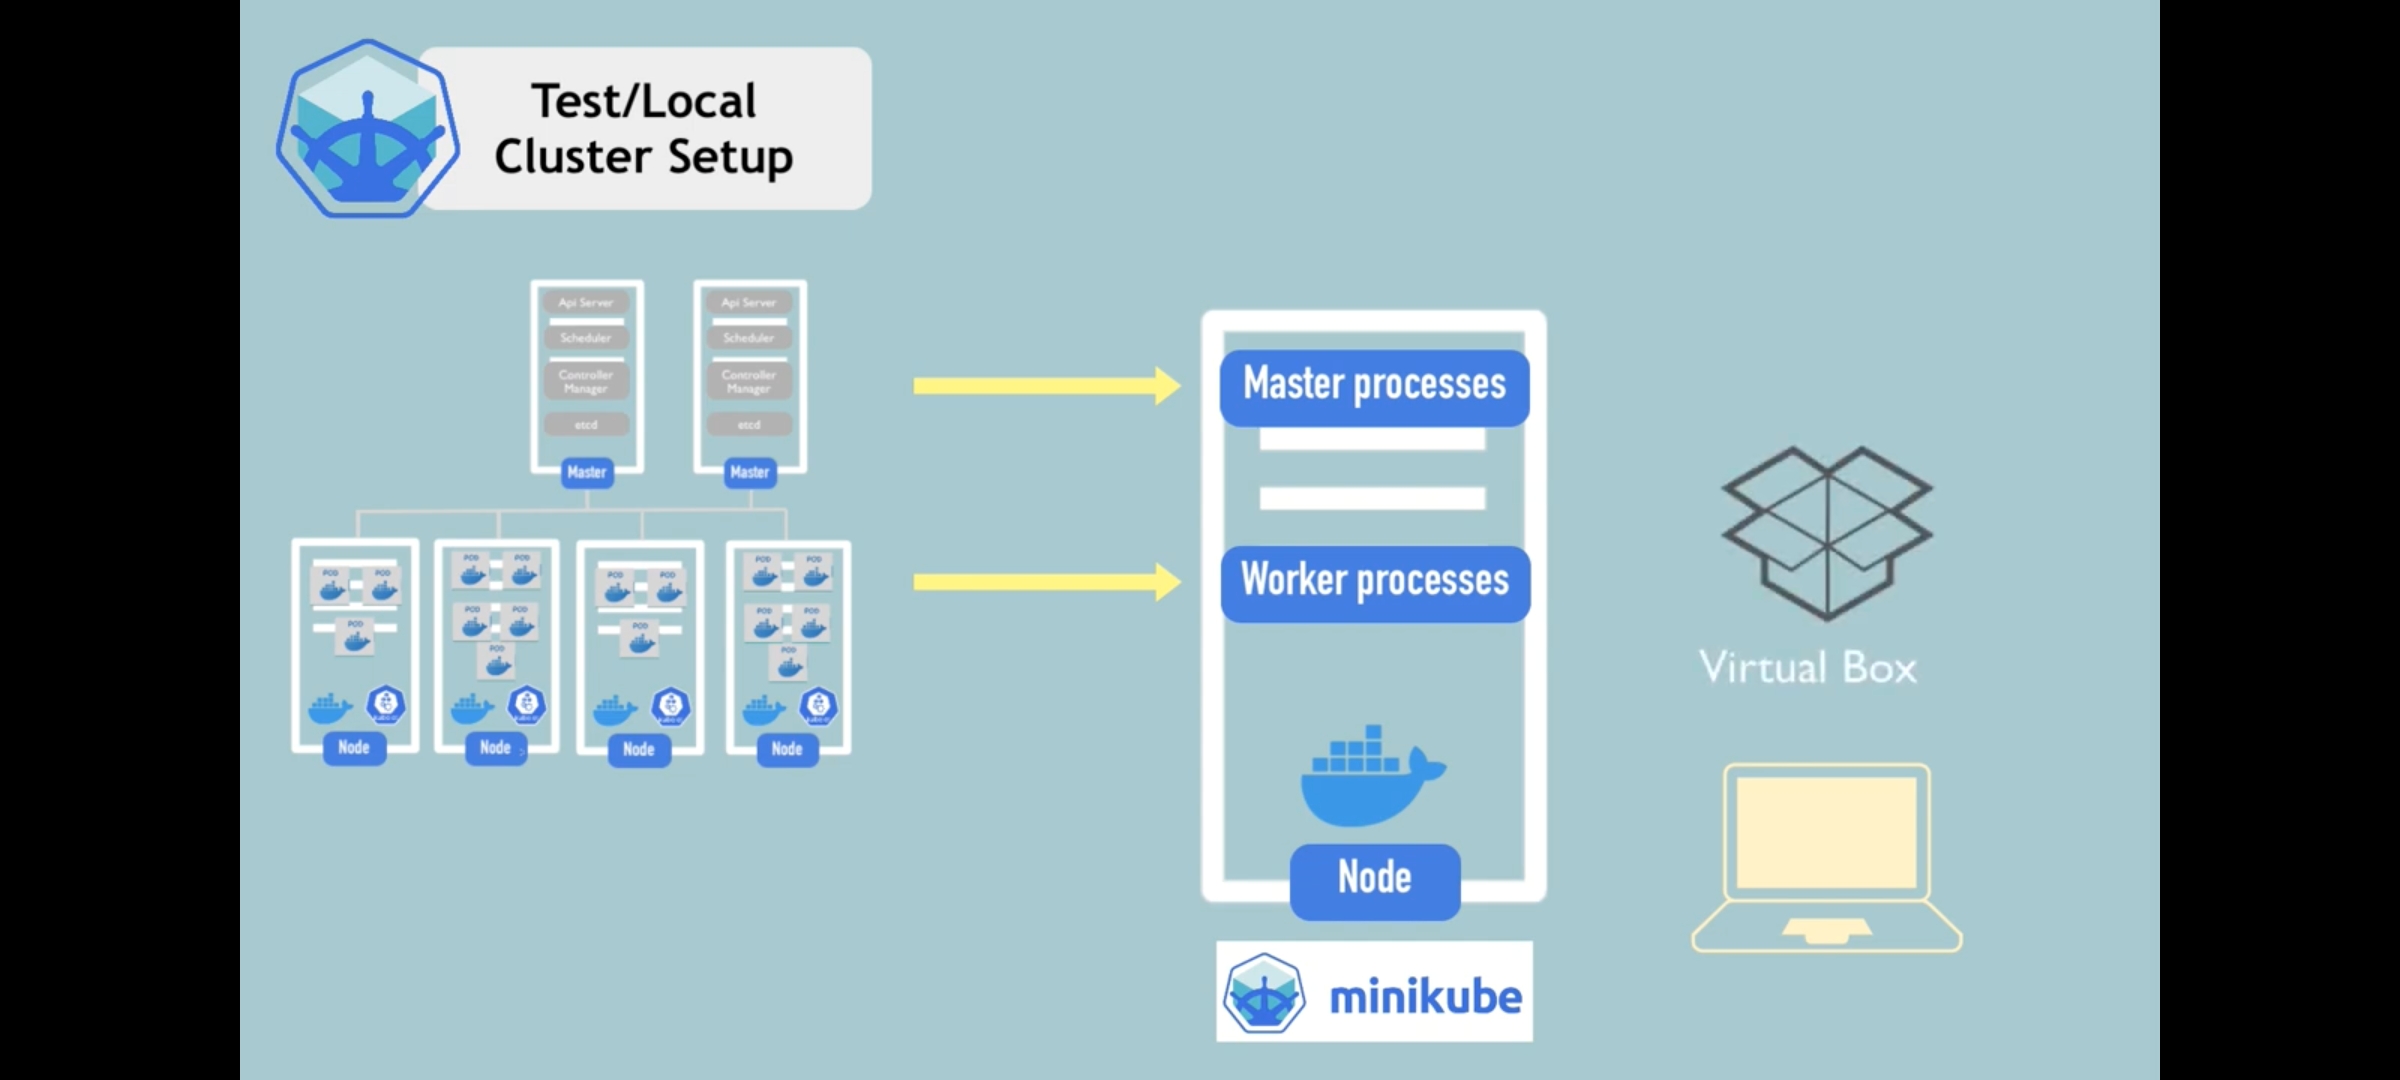 Test/Local
Cluster Setup
Api Server
Scheduler
Controller
Manager
etcd
Master
Api Server
Scheduler
Controller
Manager
etcd
Master
POD
POD
POD
Node
POD
POD
POD
POD
POD
Node
POD
POD
POD
Node
POD
POD
POD
POD
POD
Node
Master processes
Worker processes
Node
minikube
Virtual Box